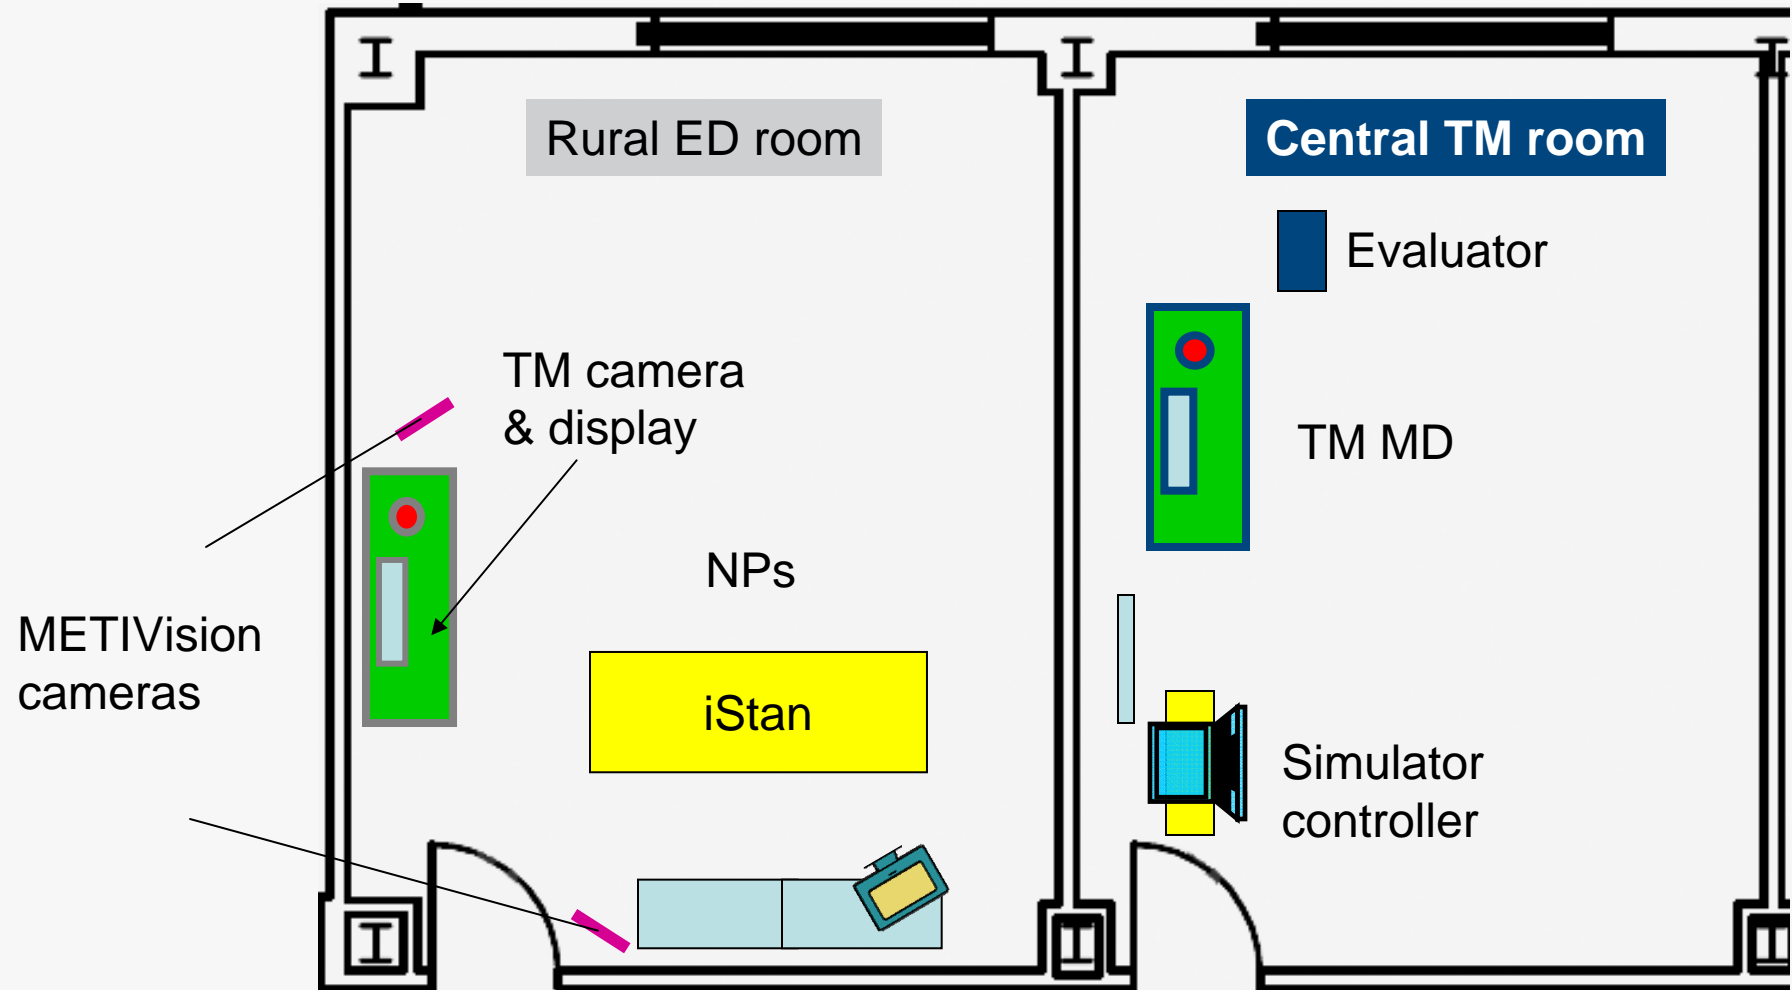 Rural ED room
Central TM room
Evaluator
TM camera
& display
TM MD
NPs
METIVision
cameras
iStan
Simulator
controller